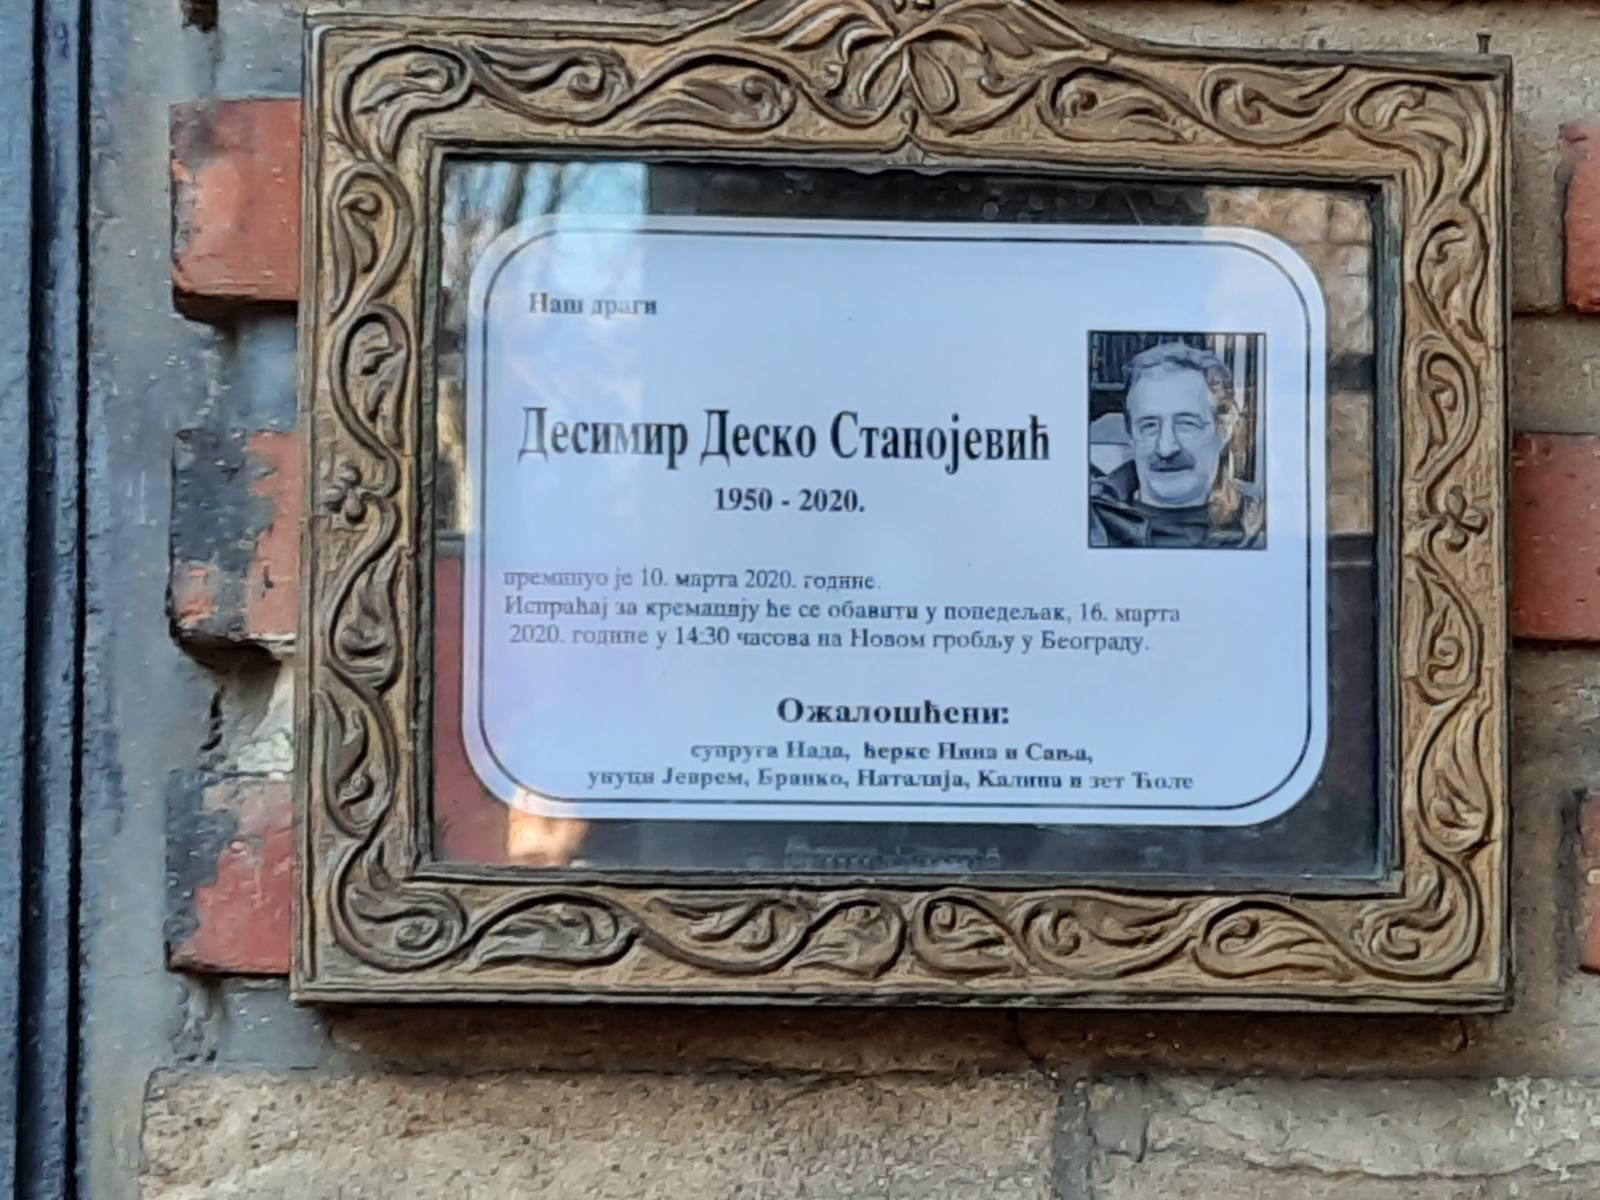 Наш драги
Десимир Деско Станојевић
1950 - 2020.
преминуо је 10. марта 2020. године.
Испраћај за кремацију ће се обавити у понедељак, 16. марта
2020. године у 14:30 часова на Новом гробљу у Београду.
Ожалошћени:
супруга Нада, ћерке Нина и Сања,
унуци Јеврем, Бранко, Наталија, Калина и зет Ђоле